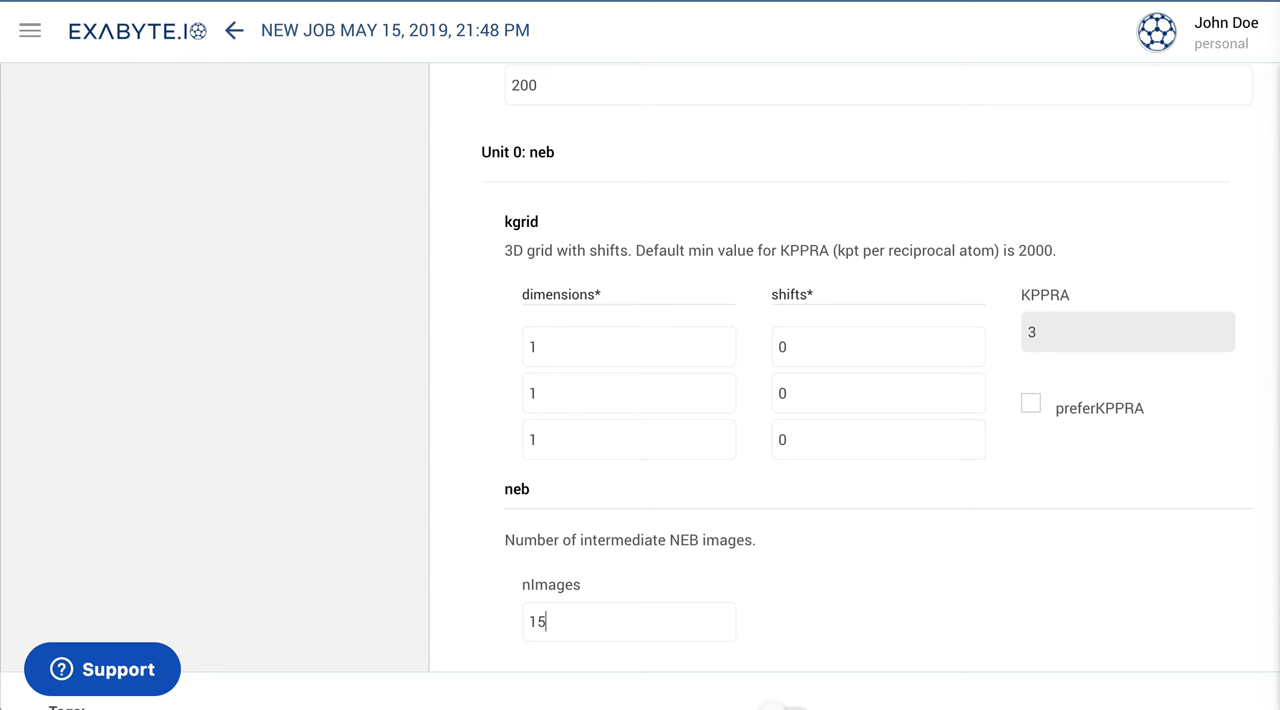 EXABYTE.IO
NEW JOB MAY 15, 2019, 21:48 PM
John Doe
personal
200
Unit 0: neb
kgrid
3D grid with shifts. Default min value for KPPRA (kpt per reciprocal atom) is 2000.
dimensions* shifts* KPPRA
1 0 3
1 0 preferKPPRA
1 0
neb
Number of intermediate NEB images.
nImages
15
Support
Tags: